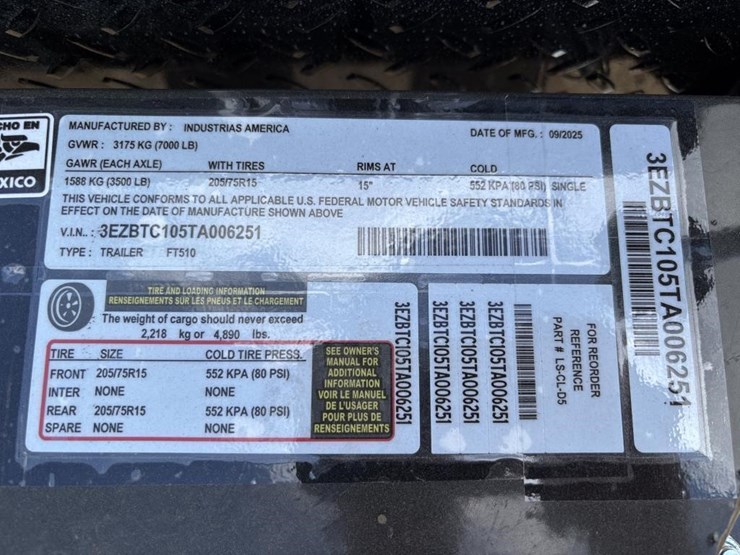 CHO EN
XICO
MANUFACTURED BY : INDUSTRIAS AMERICA
DATE OF MFG. : 09/2025
GVWR : 3175 KG (7000 LB)
GAWR (EACH AXLE) WITH TIRES RIMS AT COLD
1588 KG (3500 LB) 205/75R15 15" 552 KPA (80 PSI) SINGLE
THIS VEHICLE CONFORMS TO ALL APPLICABLE U.S. FEDERAL MOTOR VEHICLE SAFETY STANDARDS IN
EFFECT ON THE DATE OF MANUFACTURE SHOWN ABOVE
V.I.N.. : 3EZBTC105TA006251
TYPE : TRAILER FT510
3EZBTC105TA006251
TIRE AND LOADING INFORMATION
RENSEIGNEMENTS SUR LES PNEUS ET LE CHARGEMENT
The weight of cargo should never exceed
2,218 kg or 4,890 lbs.
TIRE SIZE COLD TIRE PRESS.
FRONT 205/75R15 552 KPA (80 PSI)
INTER NONE NONE
REAR 205/75R15 552 KPA (80 PSI)
SPARE NONE NONE
SEE OWNER'S
MANUAL FOR
ADDITIONAL
INFORMATION
VOIR LE MANUEL
DE L'USAGER
POUR PLUS DE
RENSEIGNEMENTS
3EZBTC105TA006251
3EZBTC105TA006251
3EZBTC105TA006251
3EZBTC105TA006251
FOR REORDER
REFERENCE
PART # LS-CL-D5